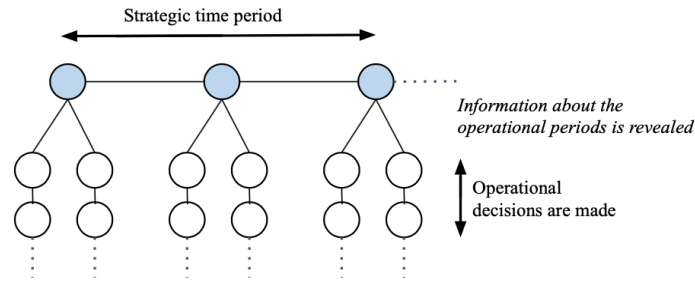 Strategic time period
Information about the
operational periods is revealed
Operational
decisions are made